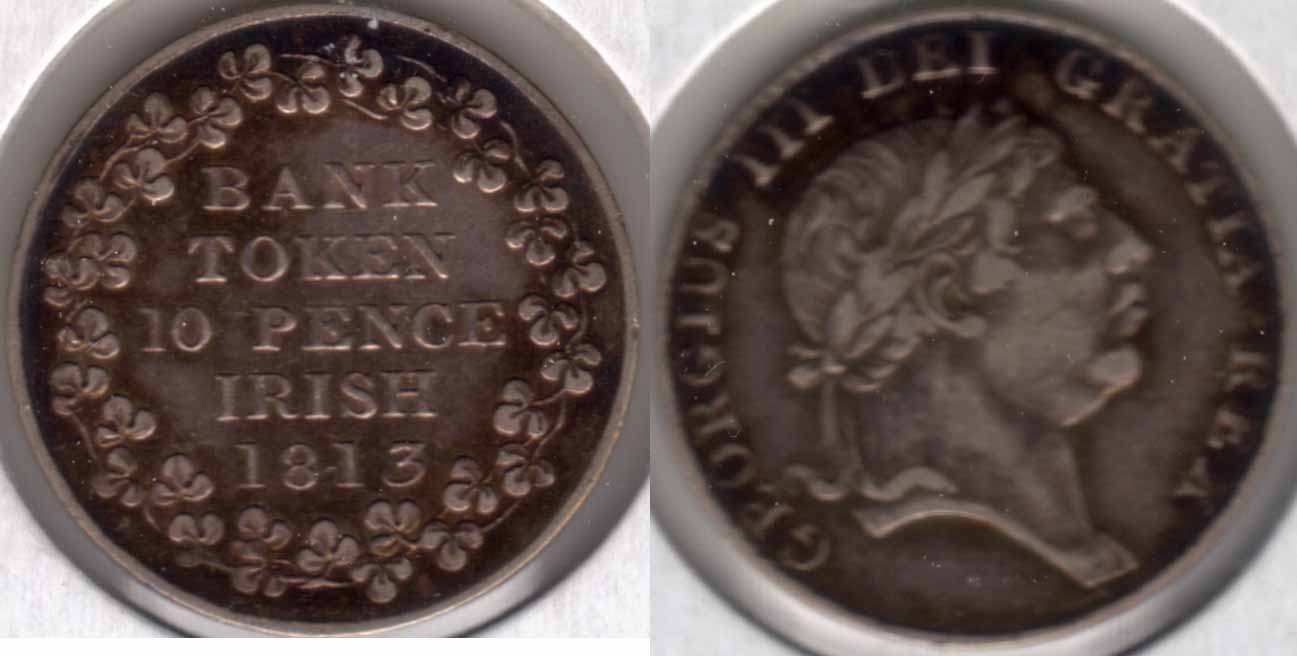 BANK
TOKEN
10 PENCE
IRISH
1813
GEORGIUS III DEI GRATIA REX